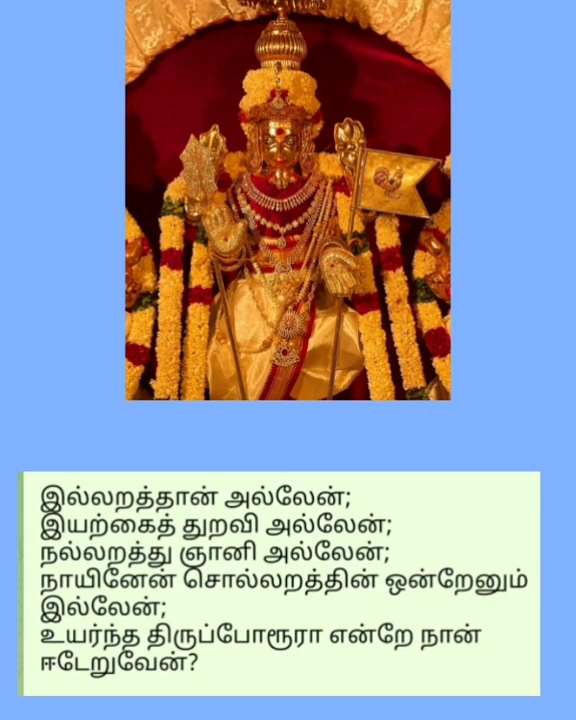 இல்லறத்தான் அல்லேன்;
இயற்கைத் துறவி அல்லேன்;
நல்லறத்து ஞானி அல்லேன்;
நாயினேன் சொல்லறத்தின் ஒன்றேனும்
இல்லேன்;
உயர்ந்த திருப்போரூரா என்றே நான்
ஈடேறுவேன்?